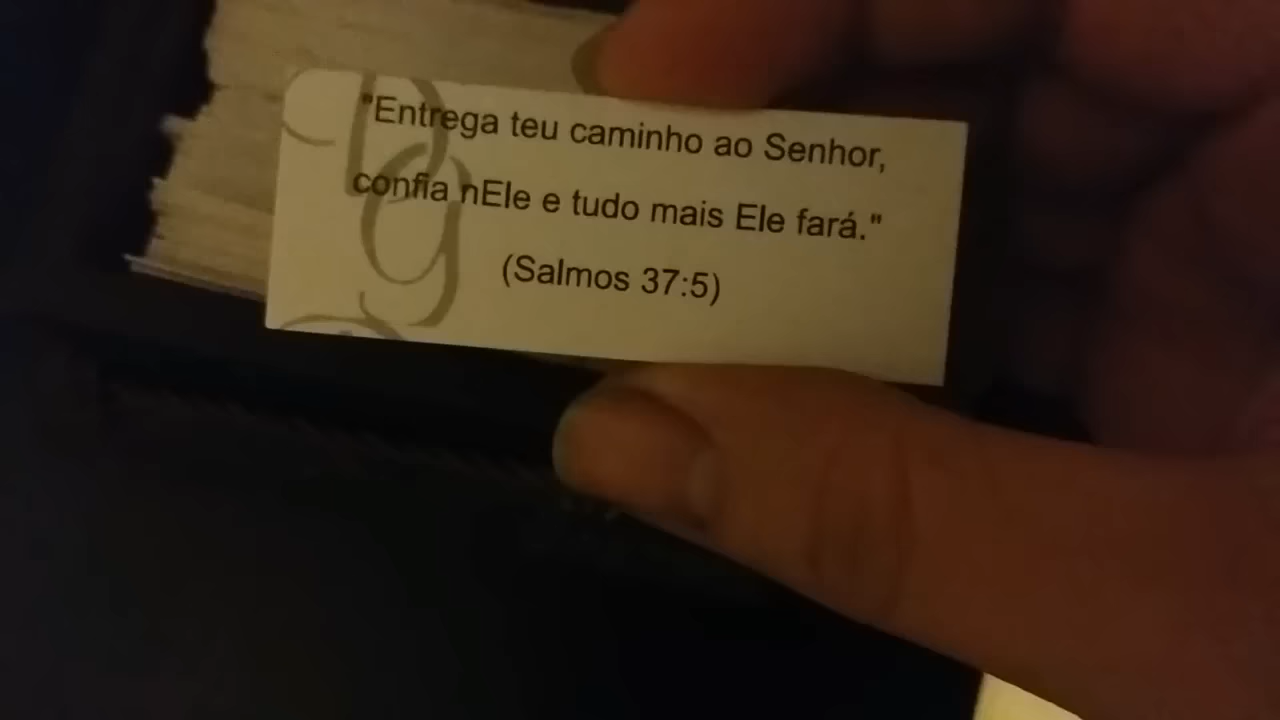 "Entrega teu caminho ao Senhor,
confia nEle e tudo mais Ele fará."
(Salmos 37:5)